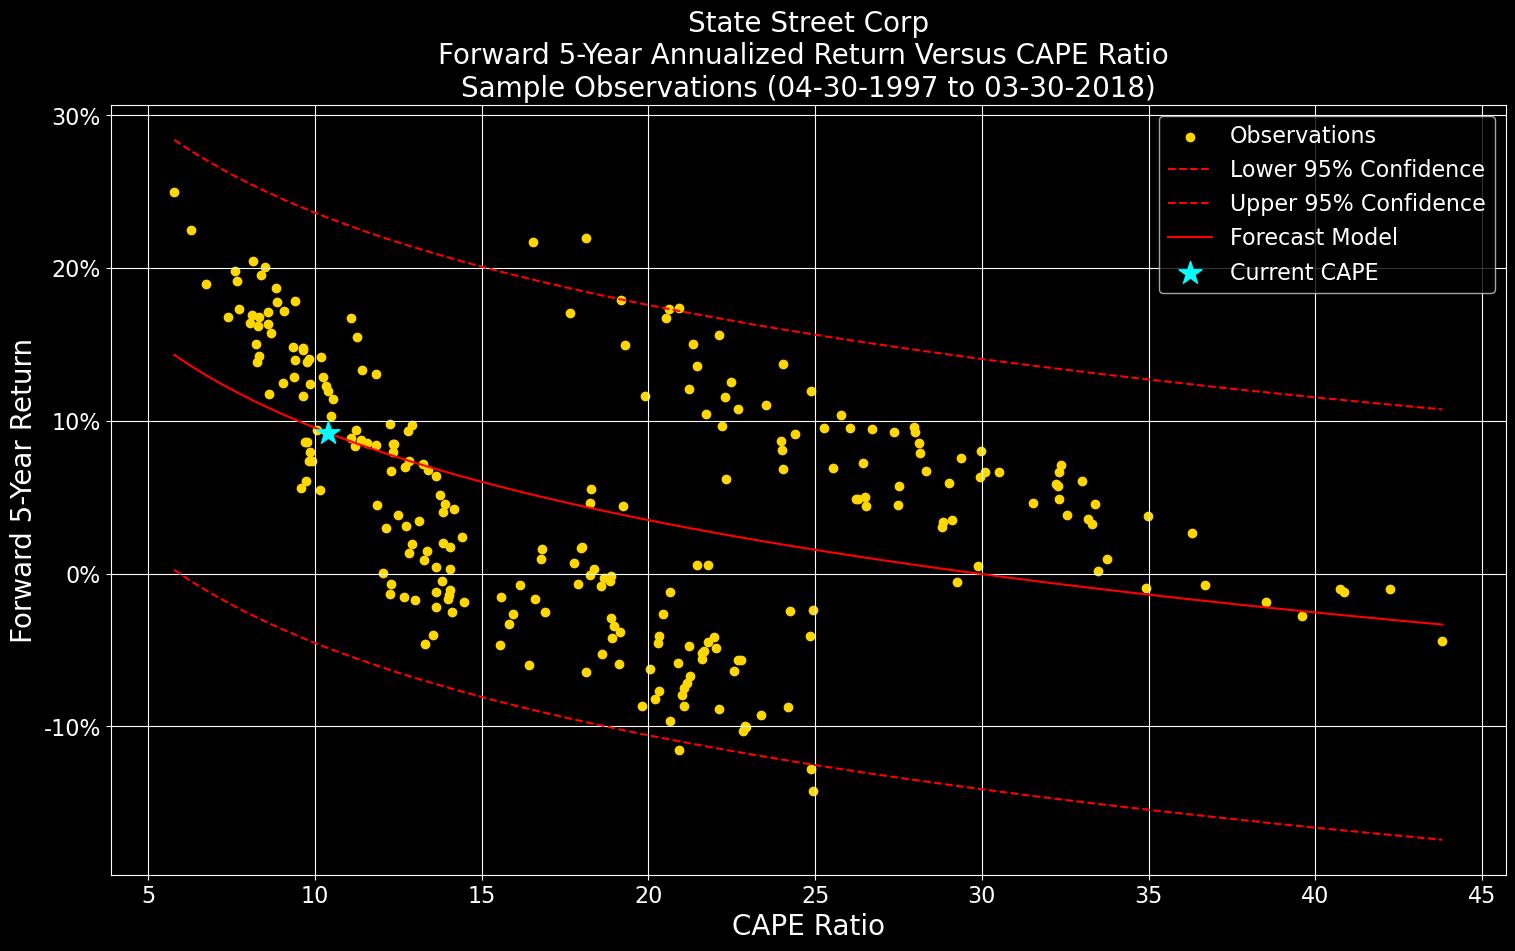 State Street Corp
Forward 5-Year Annualized Return Versus CAPE Ratio
Sample Observations (04-30-1997 to 03-30-2018)
30%
20%
10%
0%
-10%
Forward 5-Year Return
Observations
Lower 95% Confidence
Upper 95% Confidence
Forecast Model
Current CAPE
5 10 15 20 25 30 35 40 45
CAPE Ratio